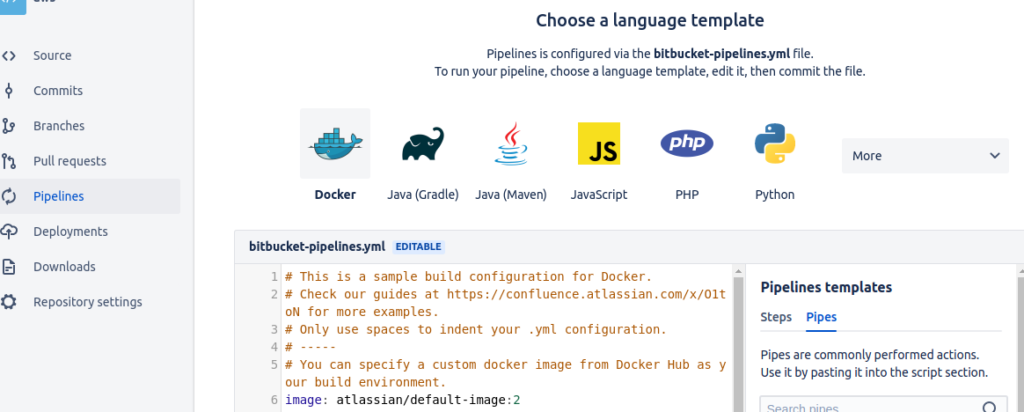 Choose a language template
Pipelines is configured via the bitbucket-pipelines.yml file.
To run your pipeline, choose a language template, edit it, then commit the file.
Source
Commits
Branches
Pull requests
Pipelines
Deployments
Downloads
Repository settings
JS
php
More
Docker
Java (Gradle)
Java (Maven)
JavaScript
PHP
Python
bitbucket-pipelines.yml EDITABLE
1 # This is a sample build configuration for Docker.
2 # Check our guides at https://confluence.atlassian.com/x/O1t
oN for more examples.
3 # Only use spaces to indent your .yml configuration.
4 # -----
5 # You can specify a custom docker image from Docker Hub as y
our build environment.
6 image: atlassian/default-image:2
Pipelines templates
Steps Pipes
Pipes are commonly performed actions.
Use it by pasting it into the script section.
Search pipes